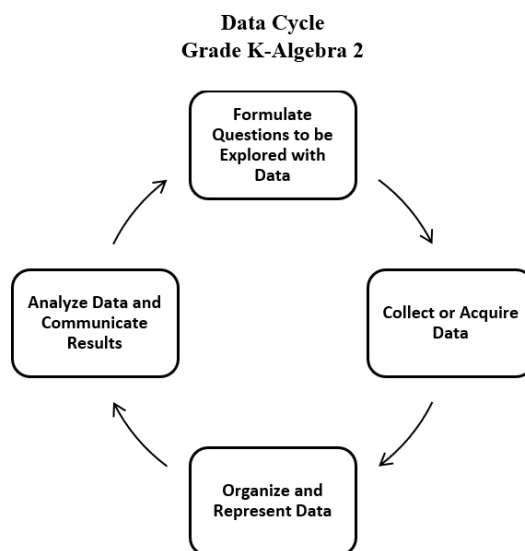 Data Cycle
Grade K-Algebra 2
Formulate
Questions to be
Explored with
Data
Collect or Acquire
Data
Organize and
Represent Data
Analyze Data and
Communicate
Results